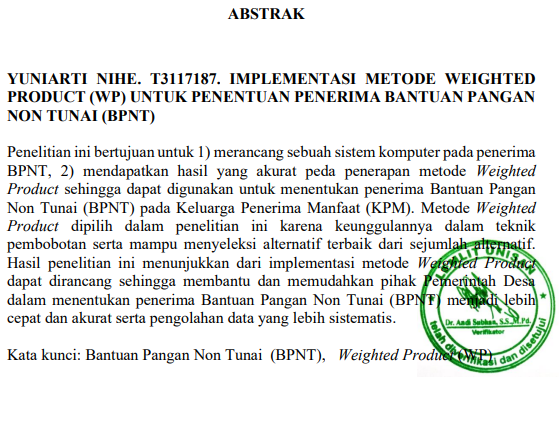 ABSTRAK
YUNIARTI NIHE. T3117187. IMPLEMENTASI METODE WEIGHTED
PRODUCT (WP) UNTUK PENENTUAN PENERIMA BANTUAN PANGAN
NON TUNAI (BPNT)
Penelitian ini bertujuan untuk 1) merancang sebuah sistem komputer pada penerima
BPNT, 2) mendapatkan hasil yang akurat peda penerapan metode Weighted
Product sehingga dapat digunakan untuk menentukan penerima Bantuan Pangan
Non Tunai (BPNT) pada Keluarga Penerima Manfaat (KPM). Metode Weighted
Product dipilih dalam penelitian ini karena keunggulannya dalam teknik
pembobotan serta mampu menyeleksi alternatif terbaik dari sejumlah alternatif.
Hasil penelitian ini menunjukkan dari implementasi metode Weighted Product
dapat dirancang sehingga membantu dan memudahkan pihak Pemerintah Desa
dalam menentukan penerima Bantuan Pangan Non Tunai (BPNT) menjadi lebih
cepat dan akurat serta pengolahan data yang lebih sistematis.
Kata kunci: Bantuan Pangan Non Tunai (BPNT), Weighted Product (WP)
UNISAN
S.S.,M.Pd.
Verifikator
telah diverifikasi dan disetujui